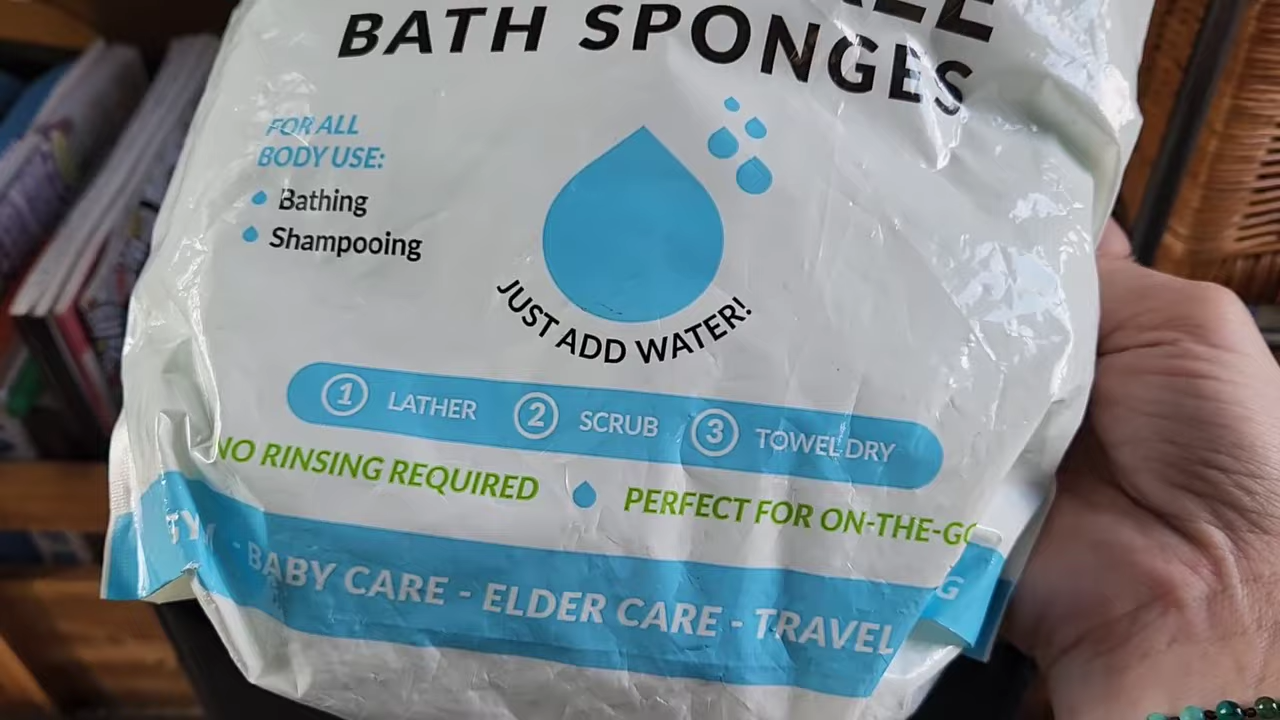 BATH SPONGES
FOR ALL
BODY USE:
Bathing
Shampooing
JUST ADD WATER!
1 LATHER 2 SCRUB 3 TOWEL DRY
NO RINSING REQUIRED PERFECT FOR ON-THE-GO
- BABY CARE - ELDER CARE - TRAVEL